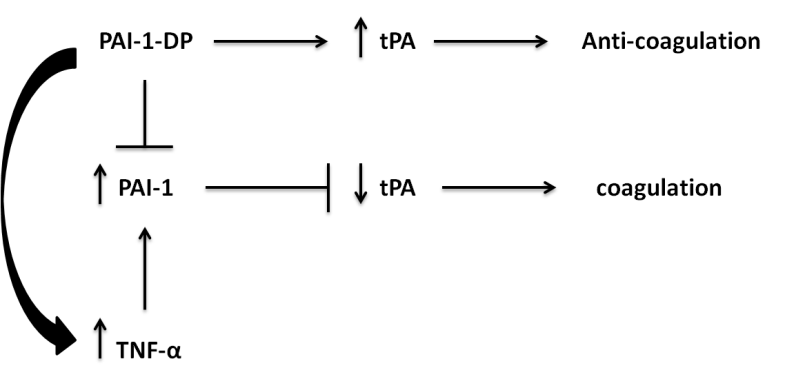 PAI-1-DP tPA Anti-coagulation
PAI-1 tPA coagulation
TNF-α